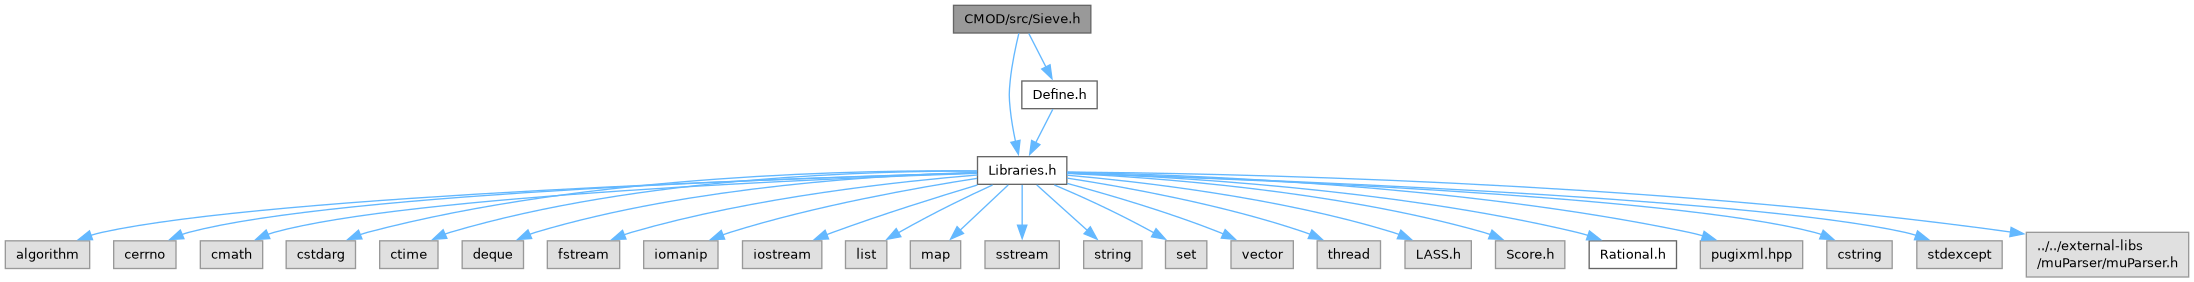 CMOD/src/Sieve.h
Define.h
Libraries.h
algorithm
cerrno
cmath
cstdarg
ctime
deque
fstream
iomanip
iostream
list
map
sstream
string
set
vector
thread
LASS.h
Score.h
Rational.h
pugixml.hpp
cstring
stdexcept
../../external-libs
/muParser/muParser.h